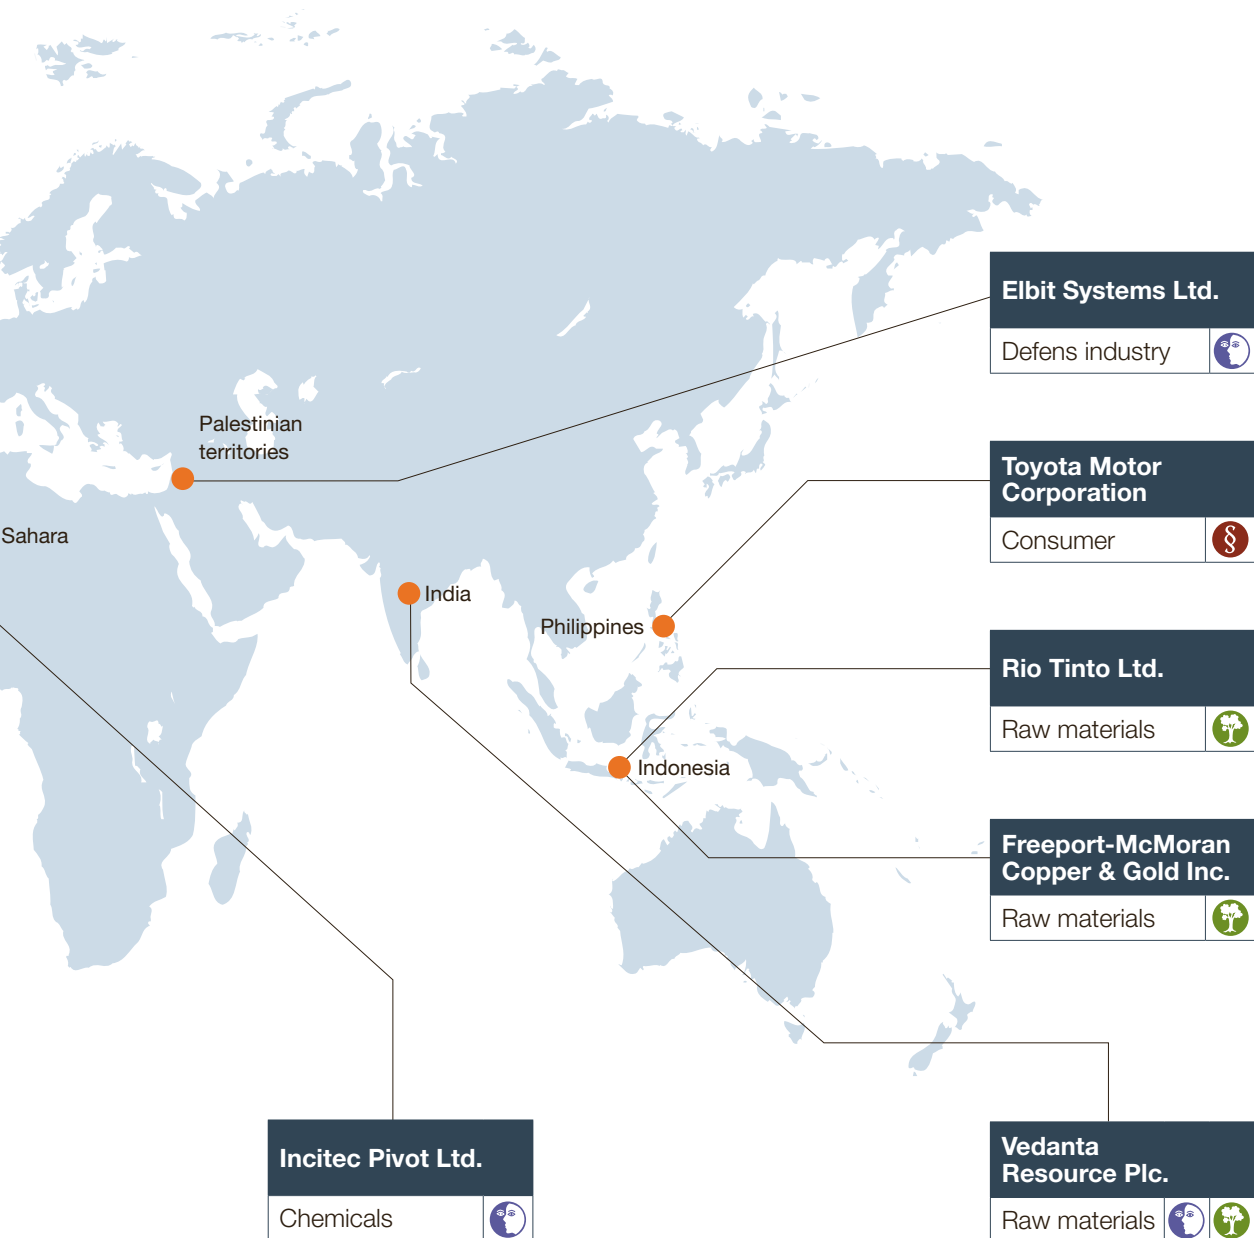 Elbit Systems Ltd.
Defens industry
Palestinian
territories
Toyota Motor
Corporation
Consumer
§
Sahara
India
Philippines
Rio Tinto Ltd.
Raw materials
Indonesia
Freeport-McMoran
Copper & Gold Inc.
Raw materials
Incitec Pivot Ltd.
Chemicals
Vedanta
Resource Plc.
Raw materials